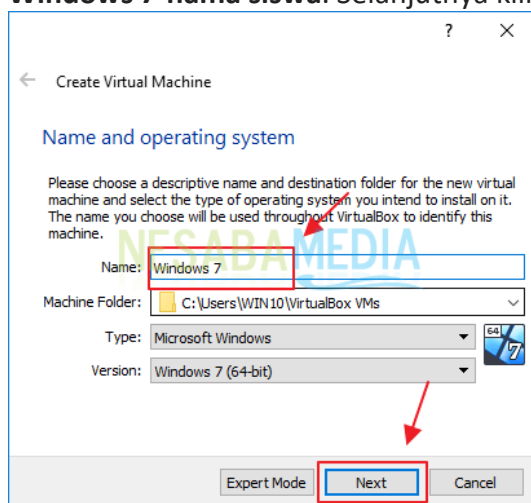 ? ×
← Create Virtual Machine
Name and operating system
Please choose a descriptive name and destination folder for the new virtual
machine and select the type of operating system you intend to install on it.
The name you choose will be used throughout VirtualBox to identify this
machine.
NESABAMEDIA
Name: Windows 7
Machine Folder: C:\Users\WIN10\VirtualBox VMs
Type: Microsoft Windows
64
7
Version: Windows 7 (64-bit)
Expert Mode Next Cancel